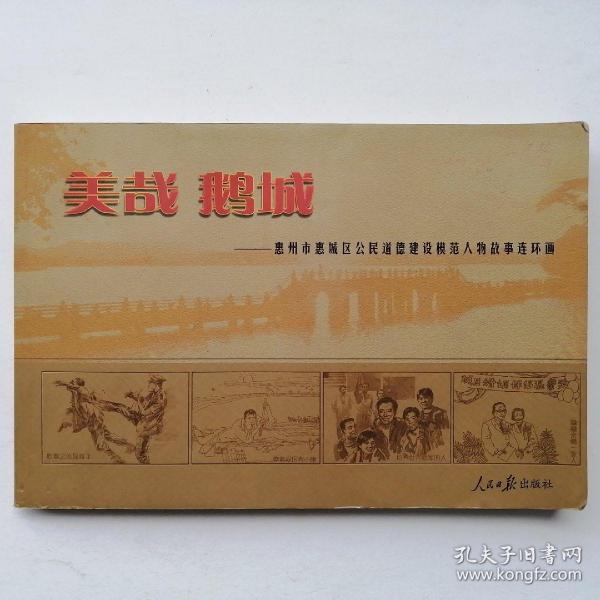 美哉 鹅城
——惠州市惠城区公民道德建设模范人物故事连环画
人民日报出版社
孔夫子旧书网
www.kongfz.com